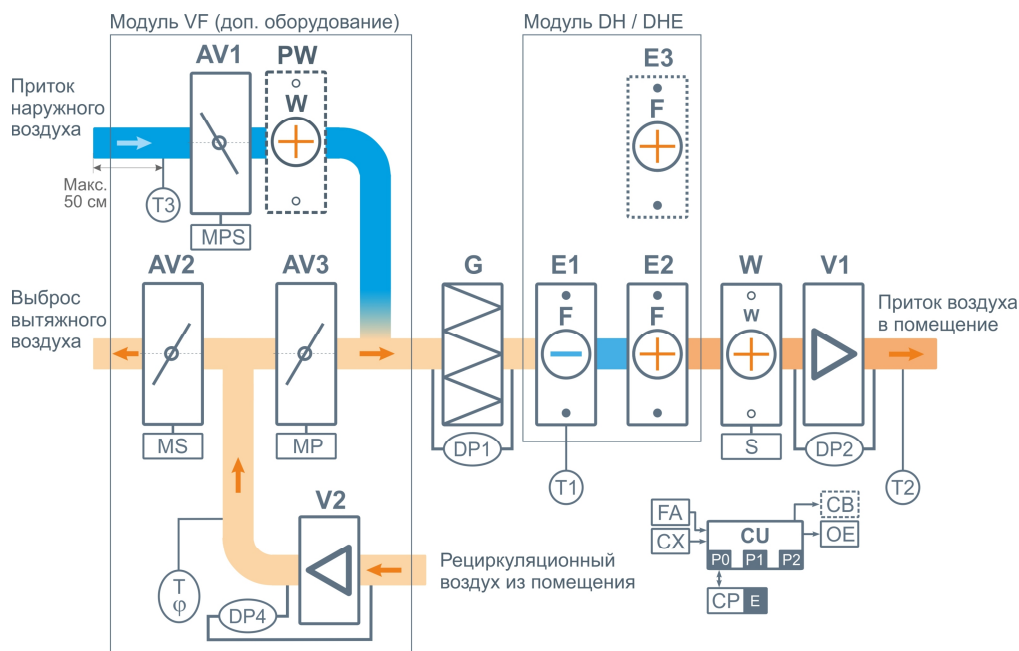 Модуль VF (доп. оборудование)
Модуль DH / DHE
AV1
PW
E3
Приток
наружного
воздуха
W
F
Макс.
50 см
T3
MPS
AV2
AV3
G
E1
E2
W
V1
Выброс
вытяжного
воздуха
F
F
w
Приток воздуха
в помещение
MS
MP
DP1
S
DP2
T1
T2
V2
FA
CX
CU
P0
P1
P2
CB
OE
CP
E
Рециркуляционный
воздух из помещения
T
φ
DP4